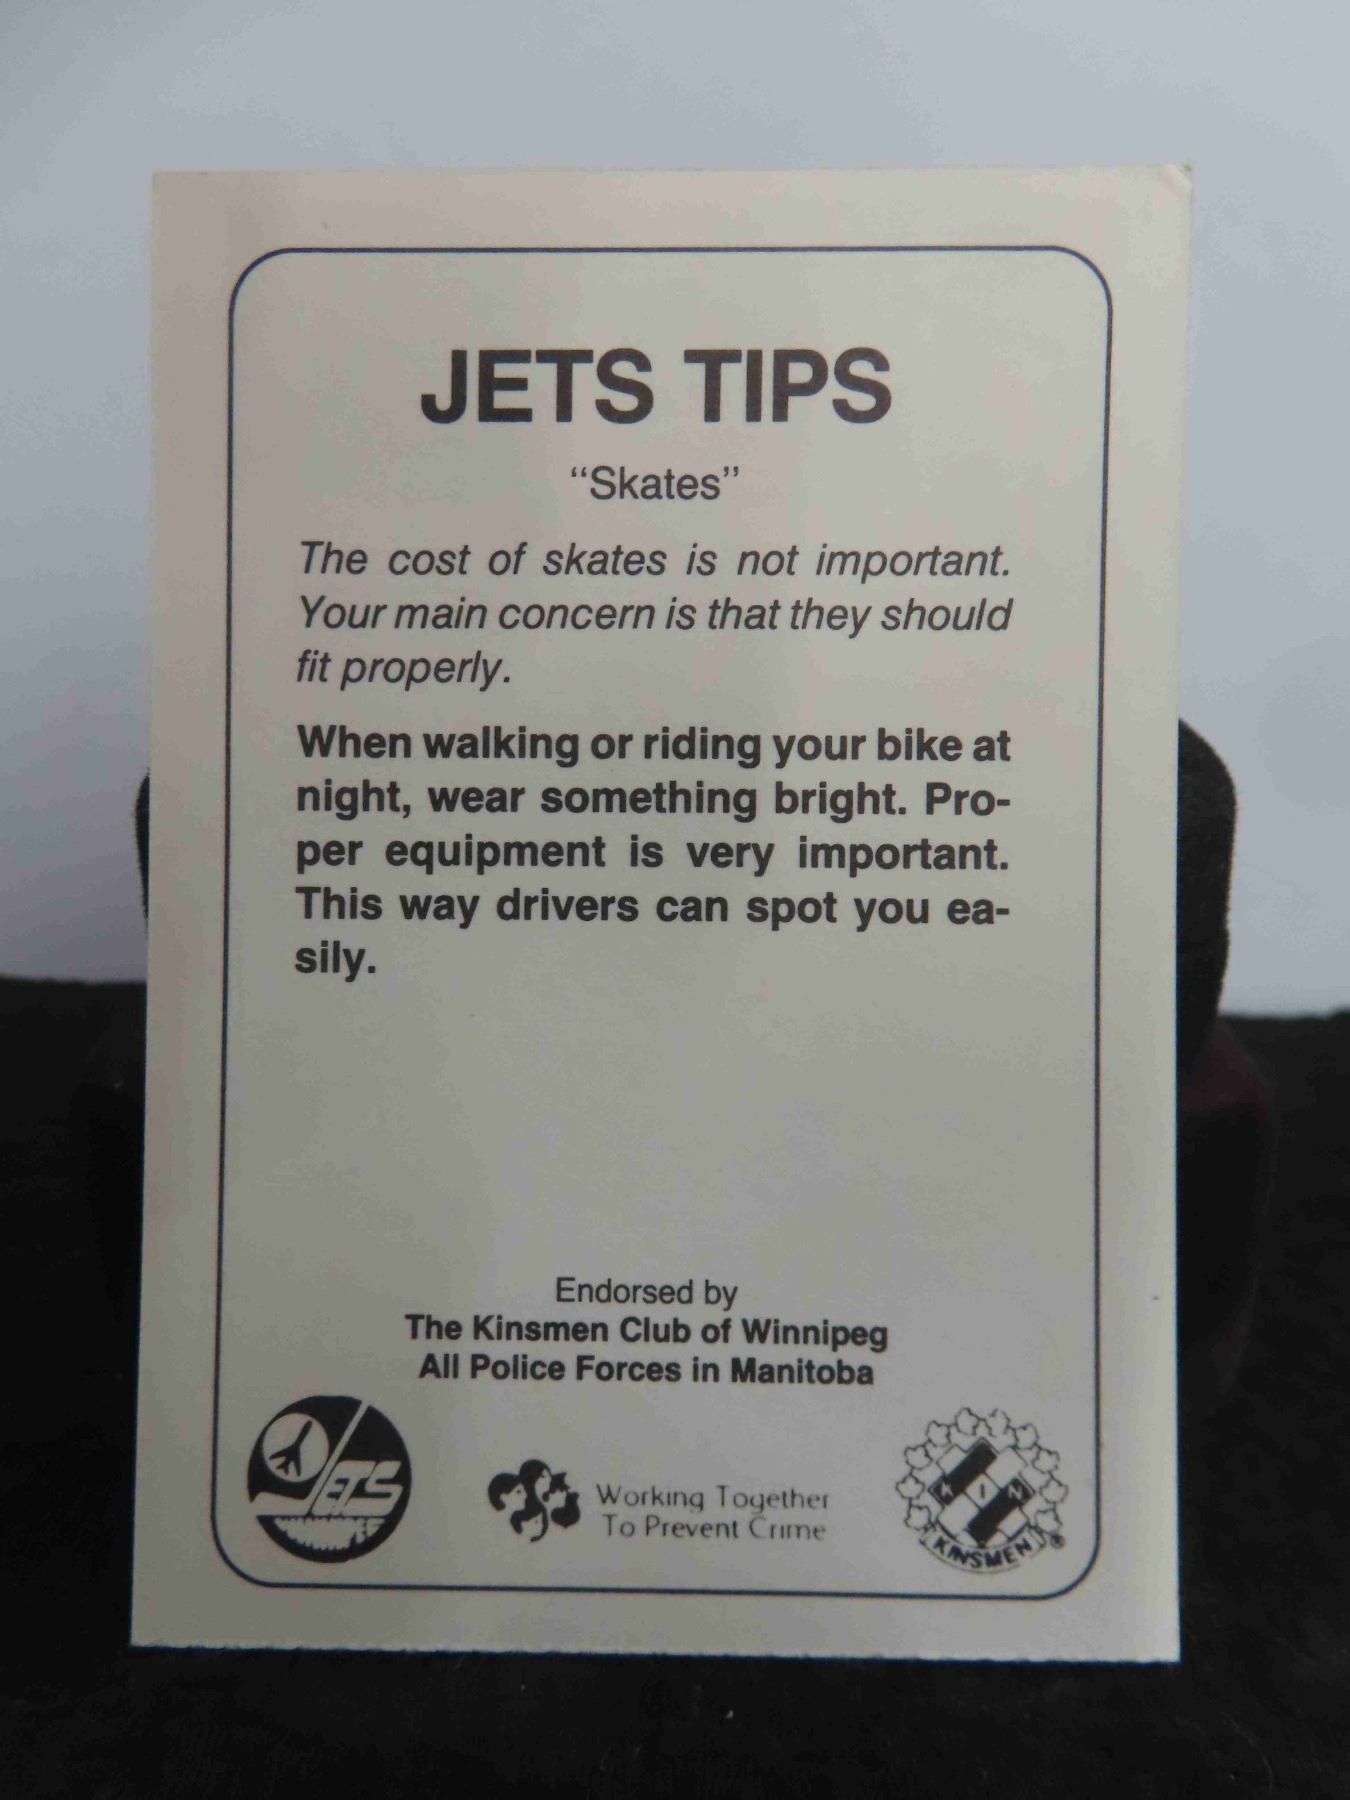 JETS TIPS
“Skates”
The cost of skates is not important.
Your main concern is that they should
fit properly.
When walking or riding your bike at
night, wear something bright. Pro-
per equipment is very important.
This way drivers can spot you ea-
sily.
Endorsed by
The Kinsmen Club of Winnipeg
All Police Forces in Manitoba
JETS
Working Together
To Prevent Crime
K I N
KINSMEN ®